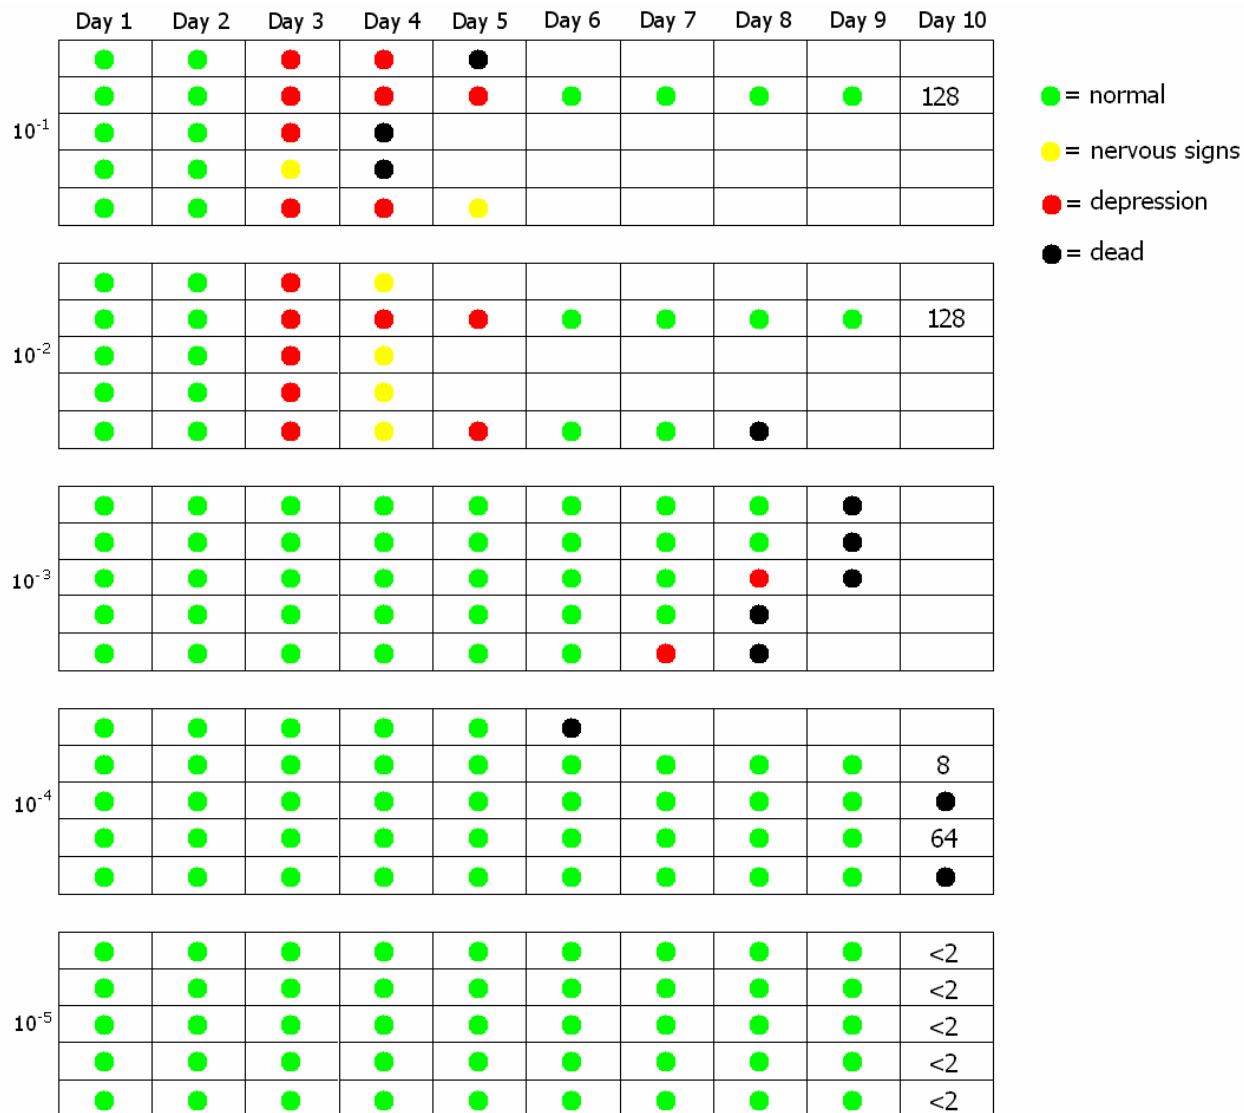 Day 1 Day 2 Day 3 Day 4 Day 5 Day 6 Day 7 Day 8 Day 9 Day 10
= normal
128
10-1
= nervous signs
= depression
= dead
128
10-2
10-3
8
10-4
64
<2
<2
10-5
<2
<2
<2